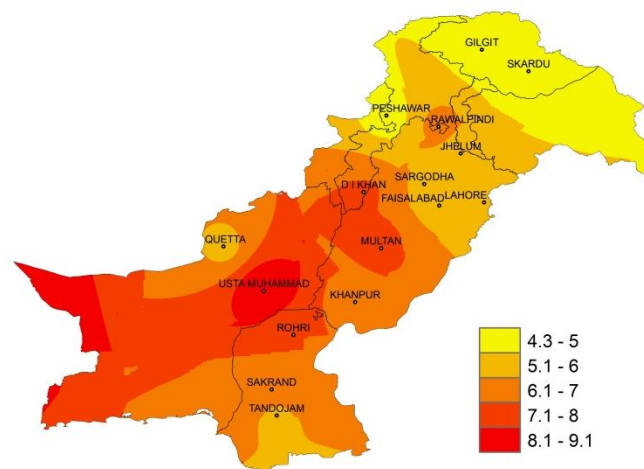 GILGIT
SKARDU
PESHAWAR
RAWALPINDI
JHELUM
SARGODHA
D I KHAN
FAISALABAD
LAHORE
QUETTA
MULTAN
USTA MUHAMMAD
KHANPUR
ROHRI
SAKRAND
TANDOJAM
4.3 - 5
5.1 - 6
6.1 - 7
7.1 - 8
8.1 - 9.1